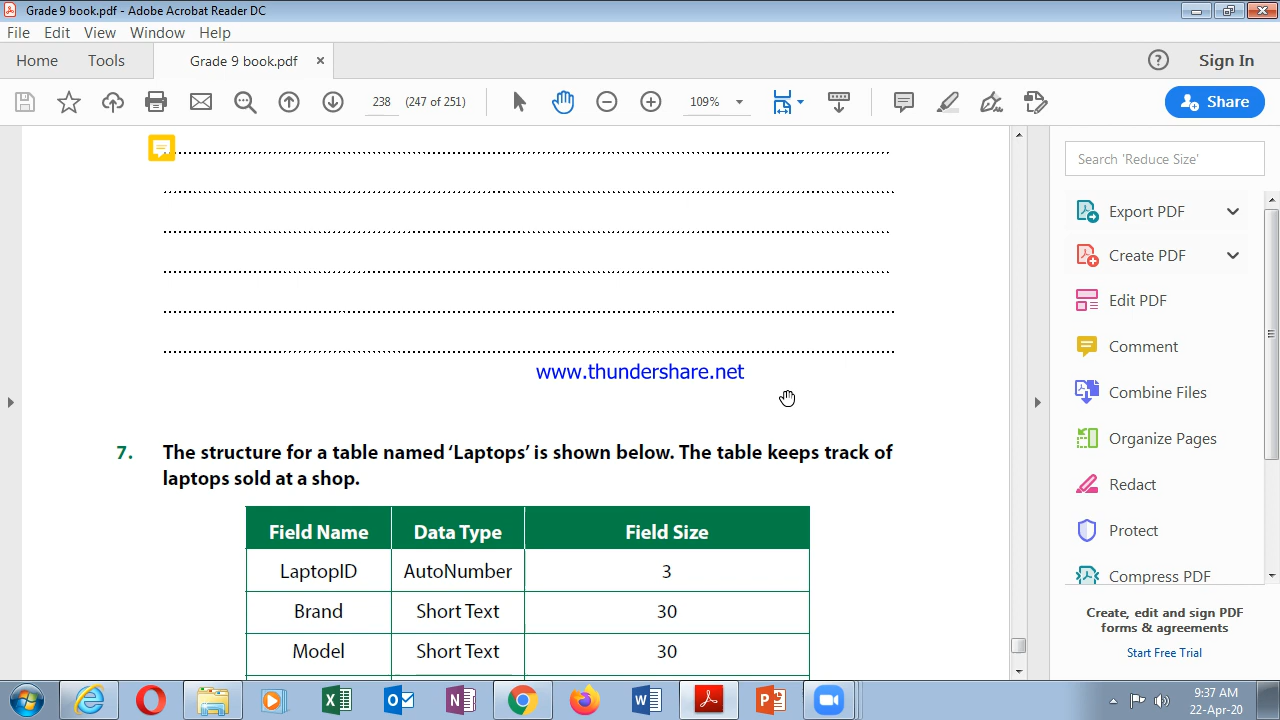 Grade 9 book.pdf - Adobe Acrobat Reader DC
File Edit View Window Help
Home Tools Grade 9 book.pdf × Sign In
238 (247 of 251) 109% Share
Search 'Reduce Size'
Export PDF
Create PDF
Edit PDF
Comment
Combine Files
Organize Pages
Redact
Protect
Compress PDF
Create, edit and sign PDF
forms & agreements
Start Free Trial
www.thundershare.net
7. The structure for a table named ‘Laptops’ is shown below. The table keeps track of
laptops sold at a shop.
Field Name Data Type Field Size
LaptopID AutoNumber 3
Brand Short Text 30
Model Short Text 30
9:37 AM
22-Apr-20